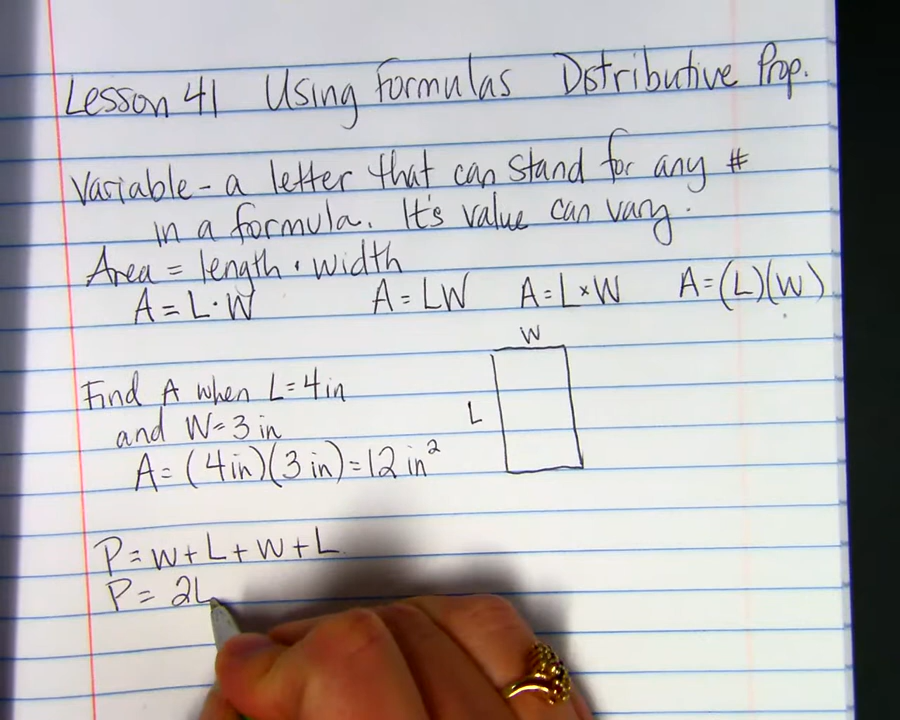 Lesson 41 Using Formulas Dstributive Prop.
Variable - a letter that can stand for any #
in a formula. It's value can vary.
Area = length · width
A = L · W A = LW A = L × W A = (L)(W)
W
Find A when L = 4 in
L
and W = 3 in
A = (4 in)(3 in) = 12 in²
P = W + L + W + L
P = 2L